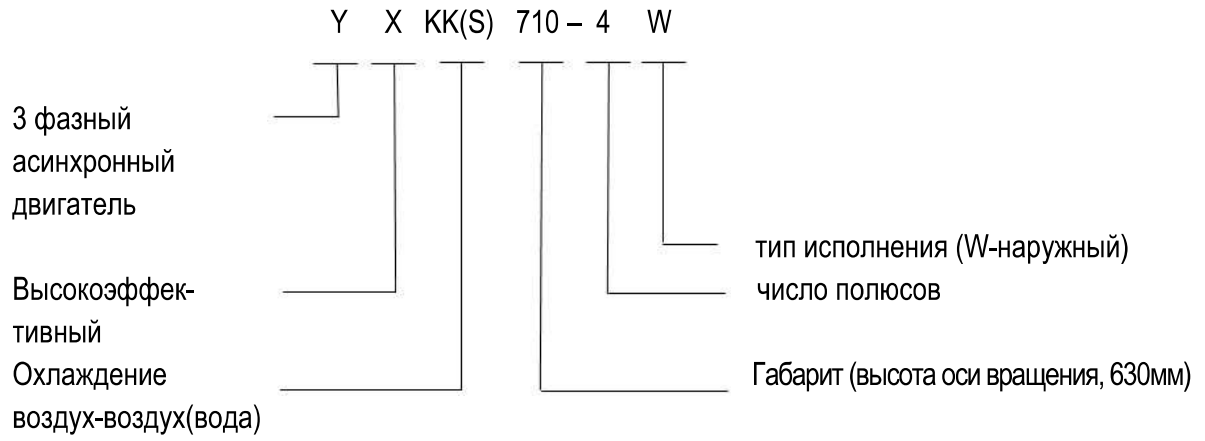 Y X KK(S) 710 – 4 W
3 фазный
асинхронный
двигатель
тип исполнения (W-наружный)
Высокоэффек-
число полюсов
тивный
Охлаждение
Габарит (высота оси вращения, 630мм)
воздух-воздух(вода)